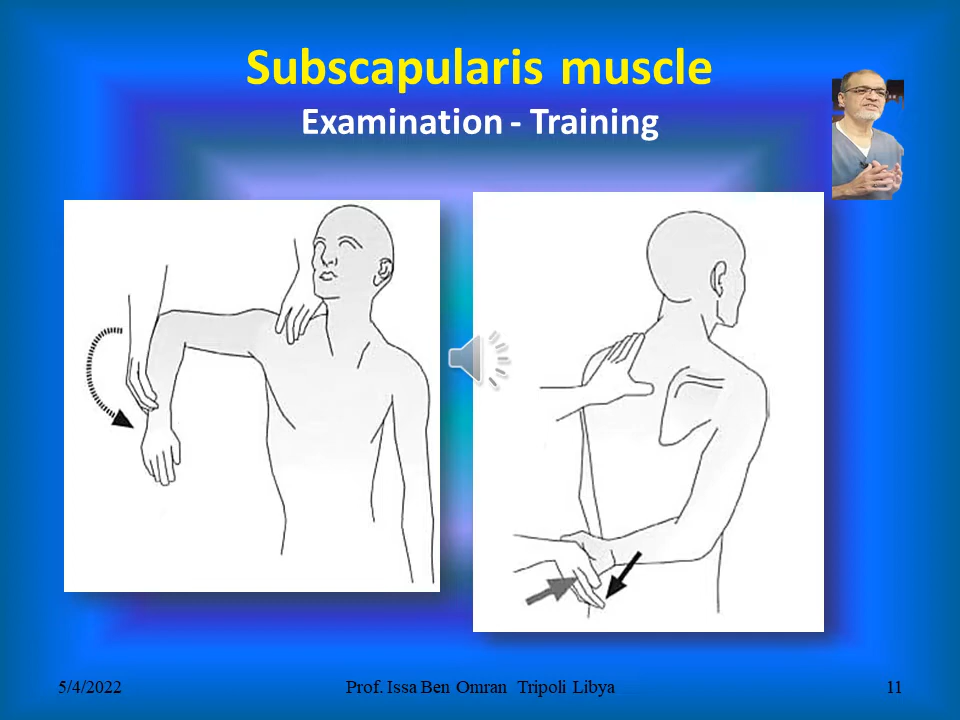 Subscapularis muscle
Examination - Training
5/4/2022
Prof. Issa Ben Omran Tripoli Libya
11